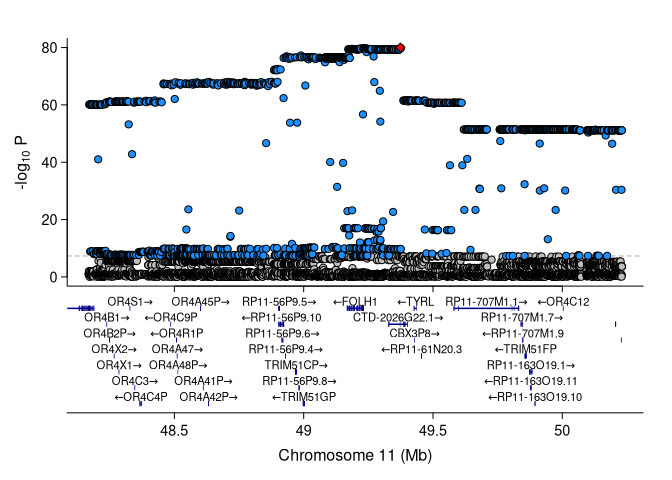 80
60
40
20
0
-log10 P
OR4S1→ OR4A45P→ RP11-56P9.5→ ←FOLH1 ←TYRL RP11-707M1.1→ ←OR4C12
OR4B1→ ←OR4C9P ←RP11-56P9.10 CTD-2026G22.1→ RP11-707M1.7→
OR4B2P→ ←OR4R1P RP11-56P9.6→ CBX3P8→ ←RP11-707M1.9
OR4X2→ OR4A47→ RP11-56P9.4→ ←RP11-61N20.3 ←TRIM51FP
OR4X1→ OR4A48P→ TRIM51CP→ RP11-163O19.1→
OR4C3→ OR4A41P→ RP11-56P9.8→ ←RP11-163O19.11
←OR4C4P OR4A42P→ ←TRIM51GP ←RP11-163O19.10
48.5 49 49.5 50
Chromosome 11 (Mb)